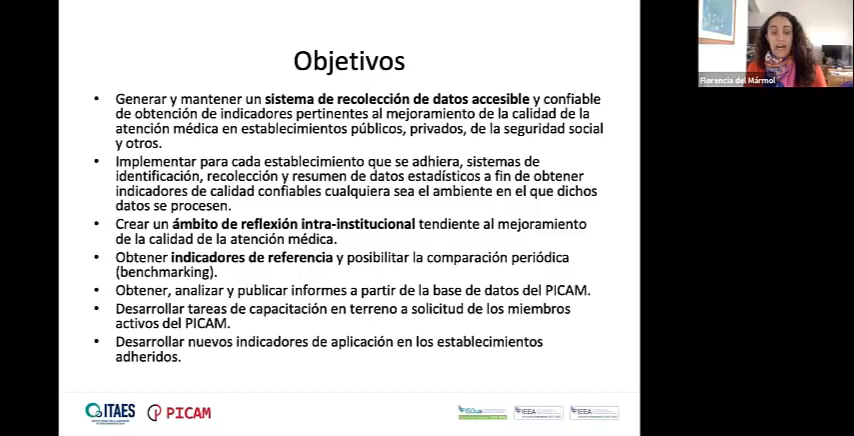 Objetivos
• Generar y mantener un sistema de recolección de datos accesible y confiable
de obtención de indicadores pertinentes al mejoramiento de la calidad de la
atención médica en establecimientos públicos, privados, de la seguridad social
y otros.
• Implementar para cada establecimiento que se adhiera, sistemas de
identificación, recolección y resumen de datos estadísticos a fin de obtener
indicadores de calidad confiables cualquiera sea el ambiente en el que dichos
datos se procesen.
• Crear un ámbito de reflexión intra-institucional tendiente al mejoramiento
de la calidad de la atención médica.
• Obtener indicadores de referencia y posibilitar la comparación periódica
(benchmarking).
• Obtener, analizar y publicar informes a partir de la base de datos del PICAM.
• Desarrollar tareas de capacitación en terreno a solicitud de los miembros
activos del PICAM.
• Desarrollar nuevos indicadores de aplicación en los establecimientos
adheridos.
Florencia del Mármol
ITAES PICAM
ISQua IEEA IEEA